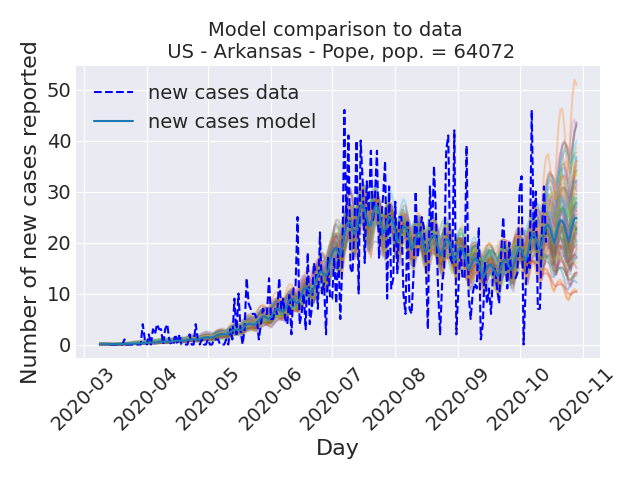 Model comparison to data
US - Arkansas - Pope, pop. = 64072
Number of new cases reported
50
40
30
20
10
0
new cases data
new cases model
2020-03
2020-04
2020-05
2020-06
2020-07
2020-08
2020-09
2020-10
2020-11
Day